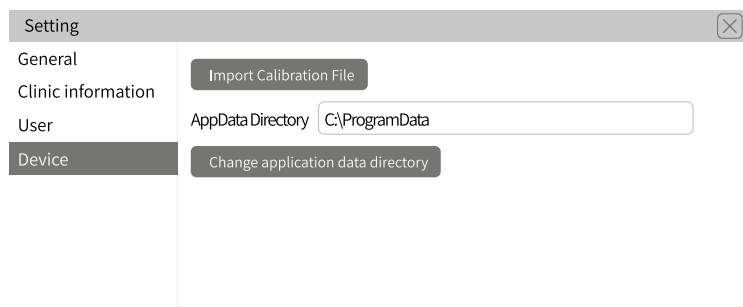 Setting
General
Clinic information
User
Device
Import Calibration File
AppData Directory C:\ProgramData
Change application data directory